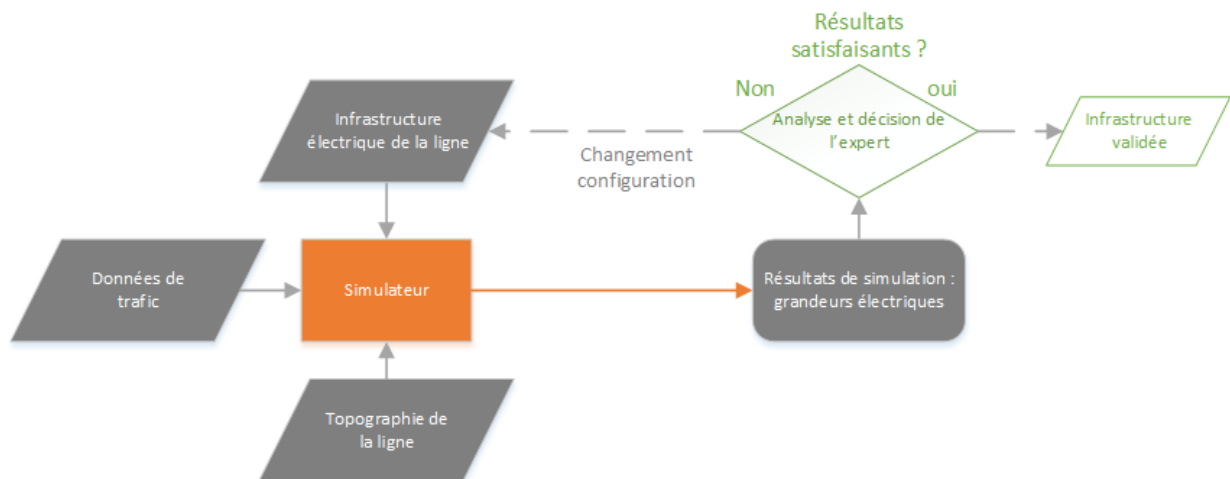 Résultats
satisfaisants ?
Non
oui
Infrastructure
électrique de la ligne
Analyse et décision de
l'expert
Infrastructure
validée
Changement
configuration
Données de
trafic
Simulateur
Résultats de simulation :
grandeurs électriques
Topographie de
la ligne